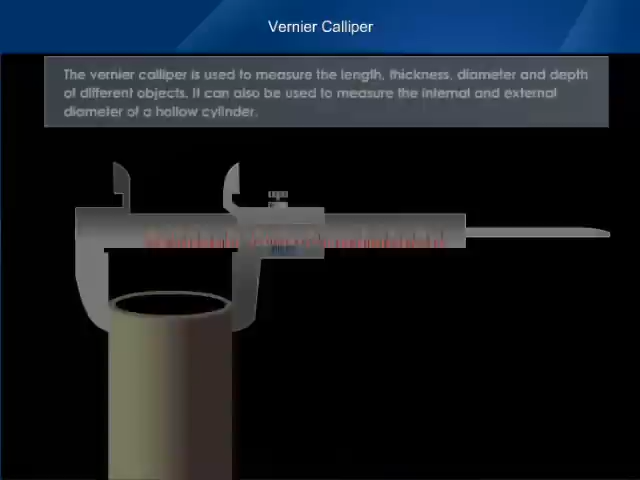 Vernier Calliper
The vernier calliper is used to measure the length, thickness, diameter and depth
of different objects. It can also be used to measure the internal and external
diameter of a hollow cylinder.